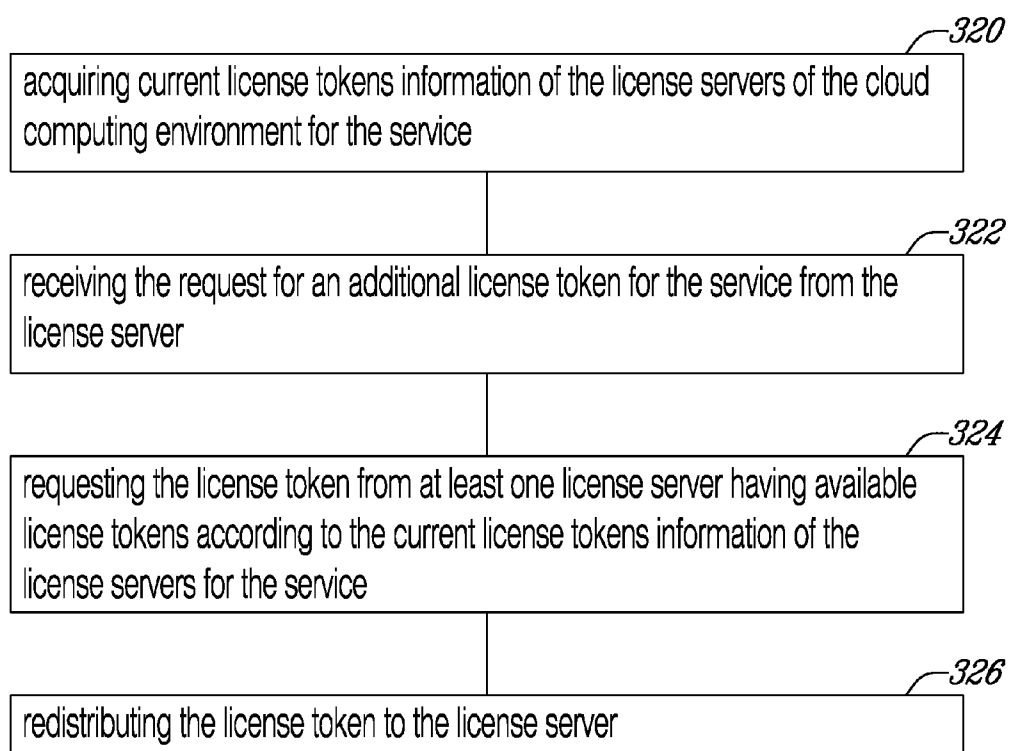 320
acquiring current license tokens information of the license servers of the cloud
computing environment for the service
322
receiving the request for an additional license token for the service from the
license server
324
requesting the license token from at least one license server having available
license tokens according to the current license tokens information of the
license servers for the service
326
redistributing the license token to the license server